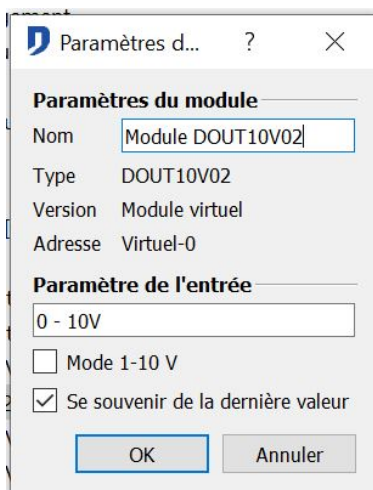 Paramètres d... ?
Paramètres du module
Nom Module DOUT10V02
Type DOUT10V02
Version Module virtuel
Adresse Virtuel-0
Paramètre de l'entrée
0 - 10V
Mode 1-10 V
Se souvenir de la dernière valeur
OK Annuler